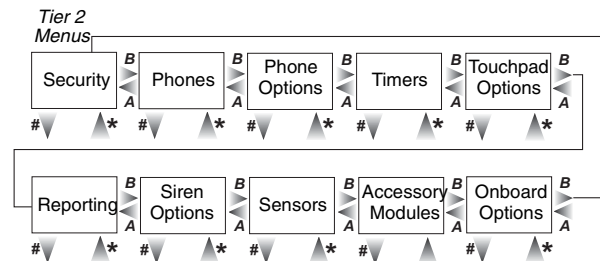 Tier 2
Menus
Security
B
A
Phones
B
A
Phone
Options
B
A
Timers
B
A
Touchpad
Options
B
A
# *
# *
# *
# *
# *
Reporting
B
A
Siren
Options
B
A
Sensors
B
A
Accessory
Modules
B
A
Onboard
Options
B
A
# *
# *
# *
#
# *